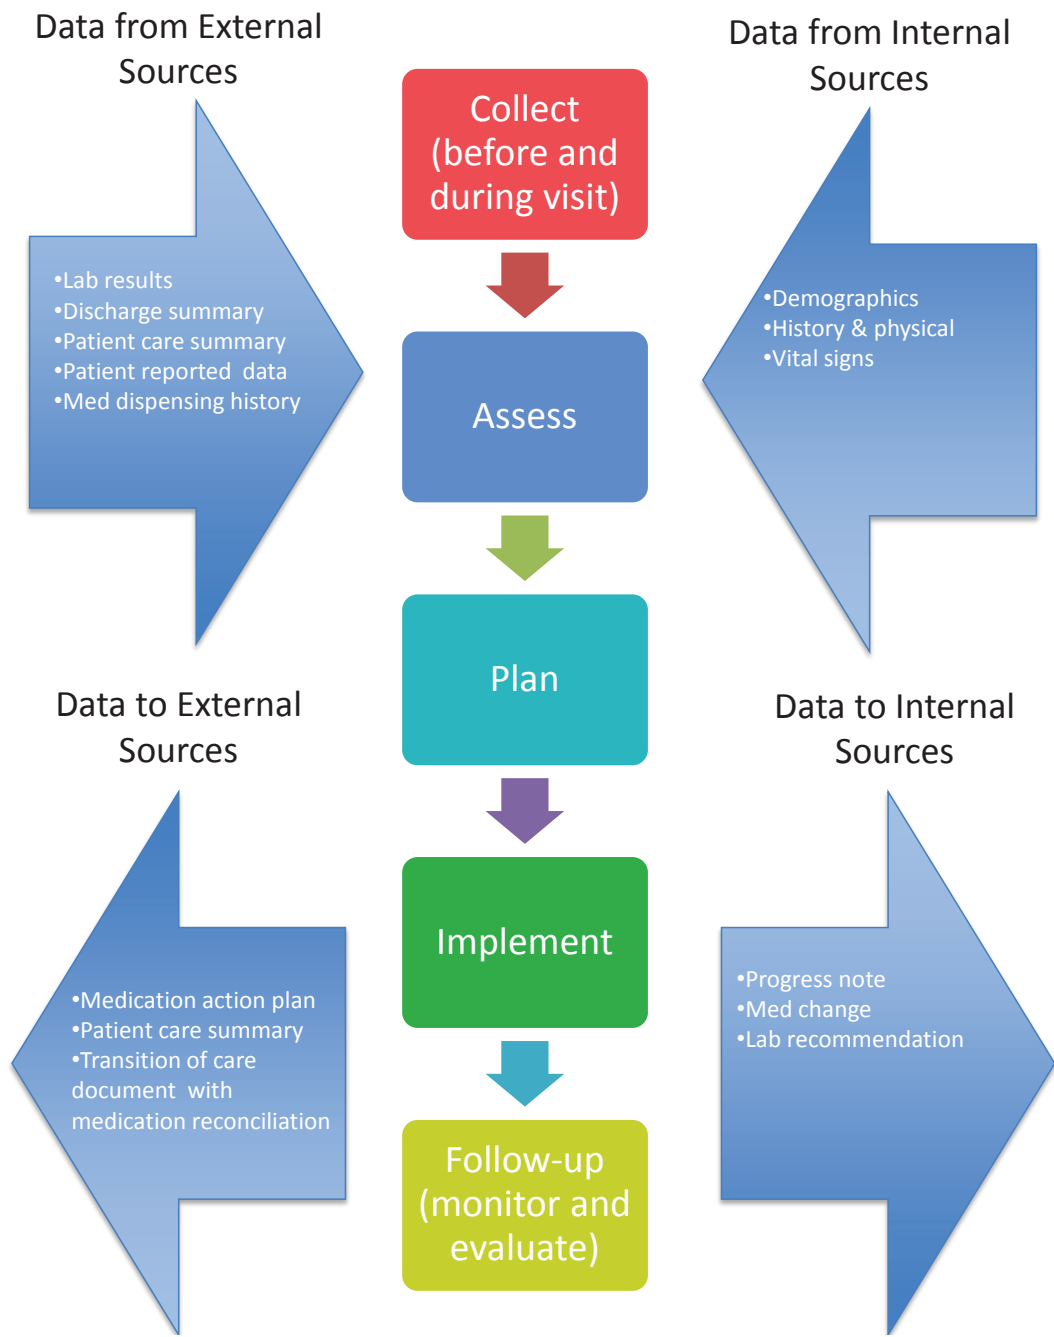 Data from External
Sources
•Lab results
•Discharge summary
•Patient care summary
•Patient reported  data
•Med dispensing history
Collect
(before and
during visit)
Assess
Plan
Implement
Follow-up
(monitor and
evaluate)
Data from Internal
Sources
•Demographics
•History & physical
•Vital signs
Data to External
Sources
•Medication action plan
•Patient care summary
•Transition of care
document  with
medication reconciliation
Data to Internal
Sources
•Progress note
•Med change
•Lab recommendation